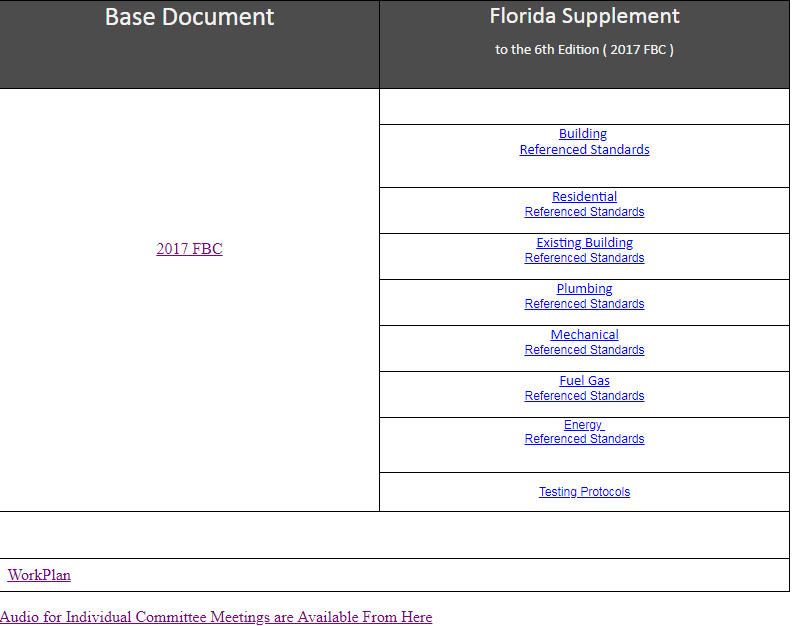 Base Document
Florida Supplement
to the 6th Edition ( 2017 FBC )
2017 FBC
Building
Referenced Standards
Residential
Referenced Standards
Existing Building
Referenced Standards
Plumbing
Referenced Standards
Mechanical
Referenced Standards
Fuel Gas
Referenced Standards
Energy
Referenced Standards
Testing Protocols
WorkPlan
Audio for Individual Committee Meetings are Available From Here